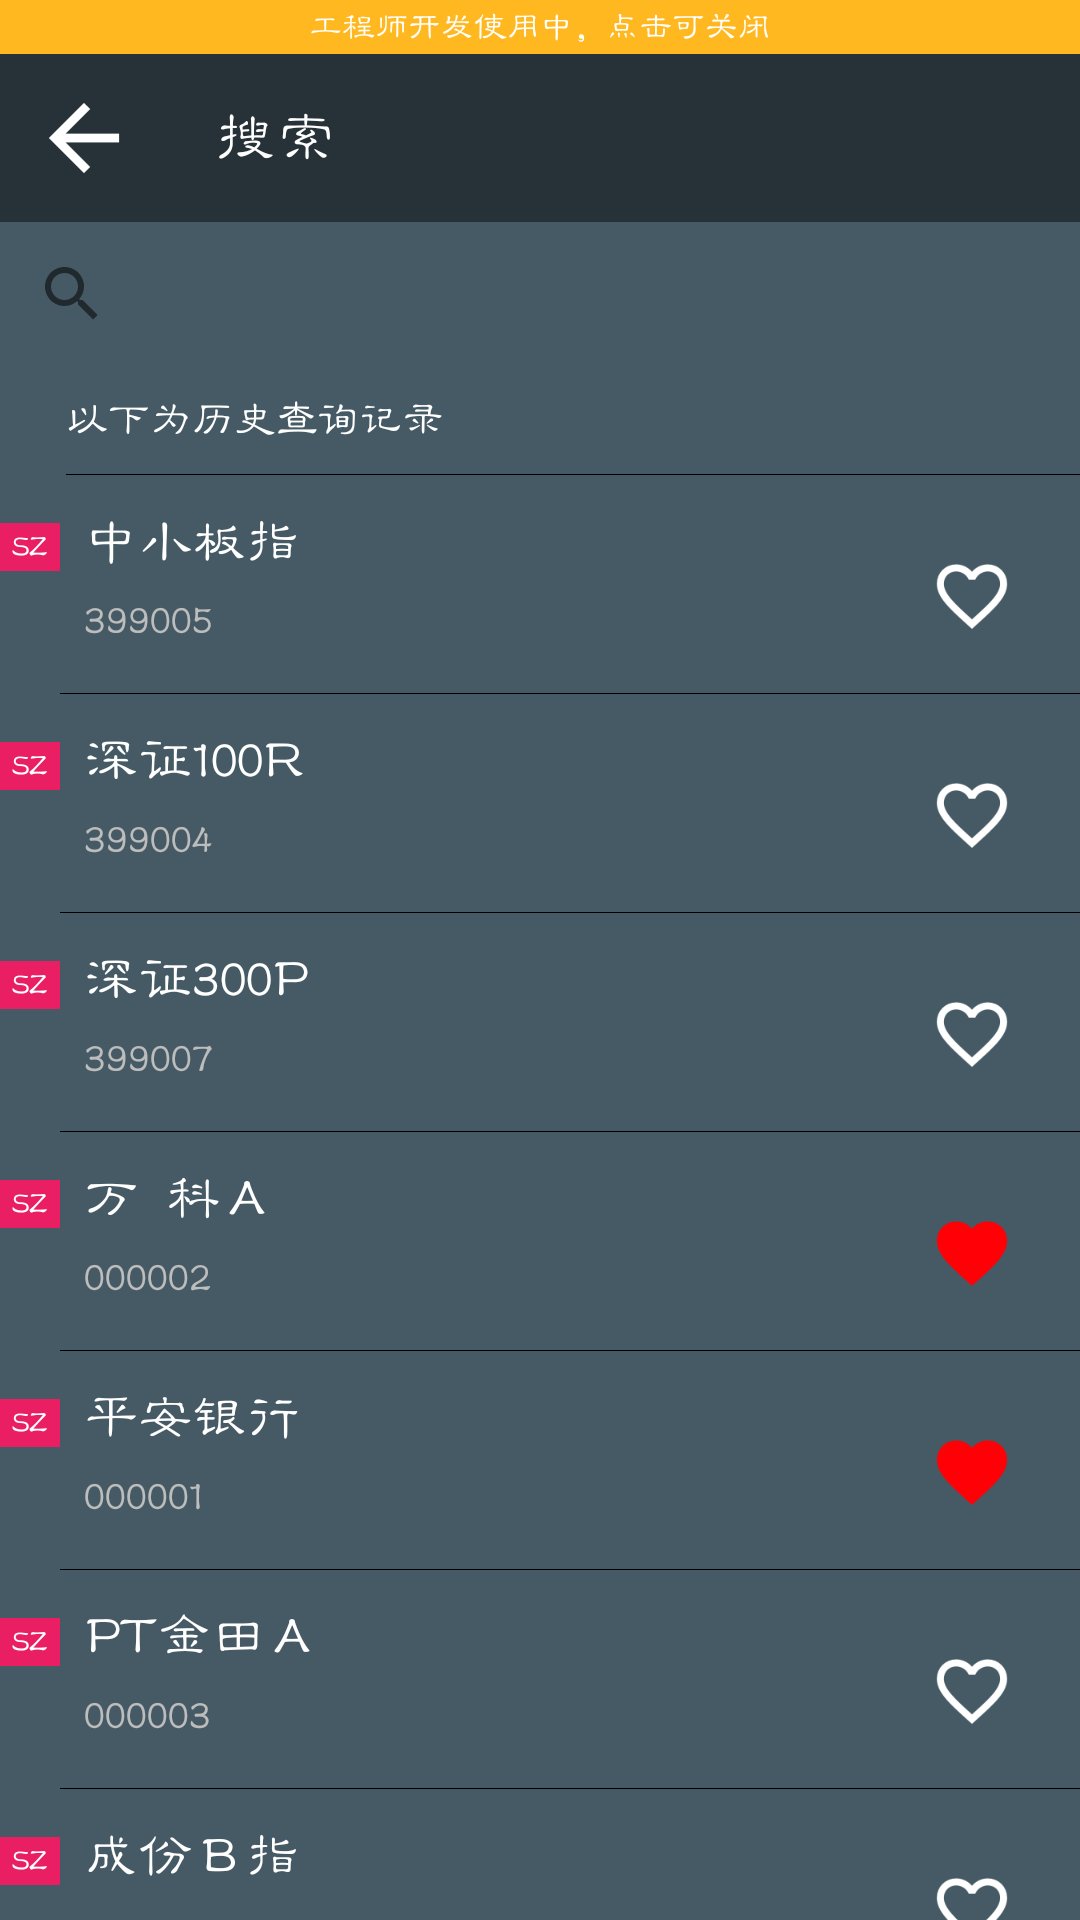 工程师开发使用中，点击可关闭
搜索
以下为历史查询记录
SZ 中小板指
399005
SZ 深证100R
399004
SZ 深证300P
399007
SZ 万 科Ａ
000002
SZ 平安银行
000001
SZ PT金田Ａ
000003
SZ 成份Ｂ指